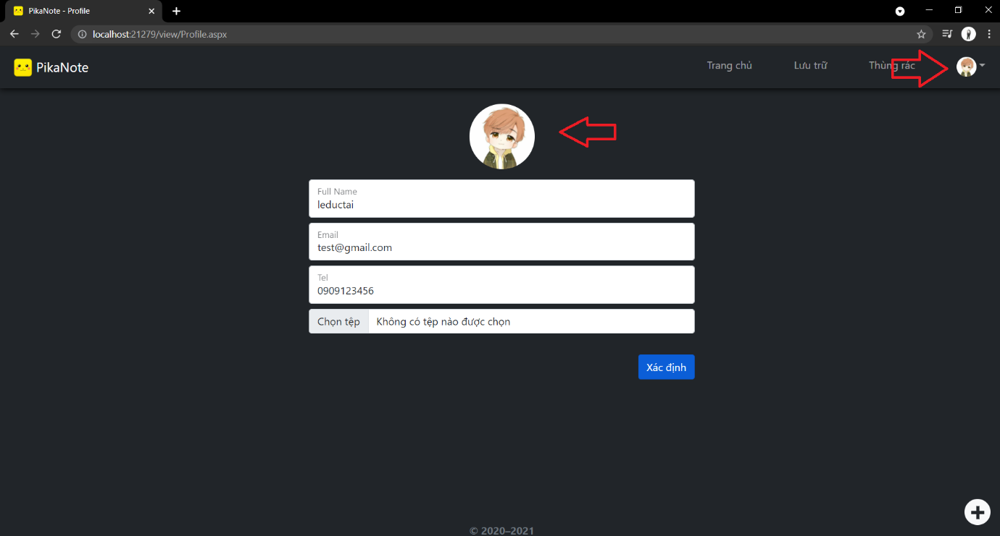 PikaNote - Profile
localhost:21279/view/Profile.aspx
PikaNote
Trang chủ
Lưu trữ
Thùng rác
Full Name
leductai
Email
test@gmail.com
Tel
0909123456
Chọn tệp Không có tệp nào được chọn
Xác định
© 2020–2021